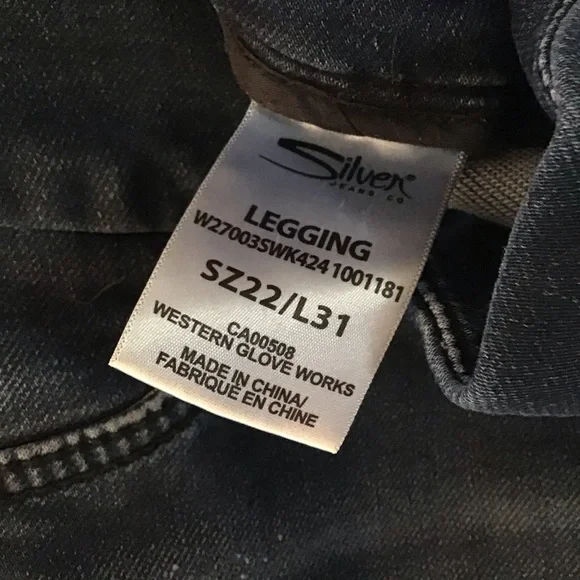 Silver
JEANS CO.
LEGGING
W27003SWK424 1001181
SZ22/L31
CA00508
WESTERN GLOVE WORKS
MADE IN CHINA/
FABRIQUÉ EN CHINE